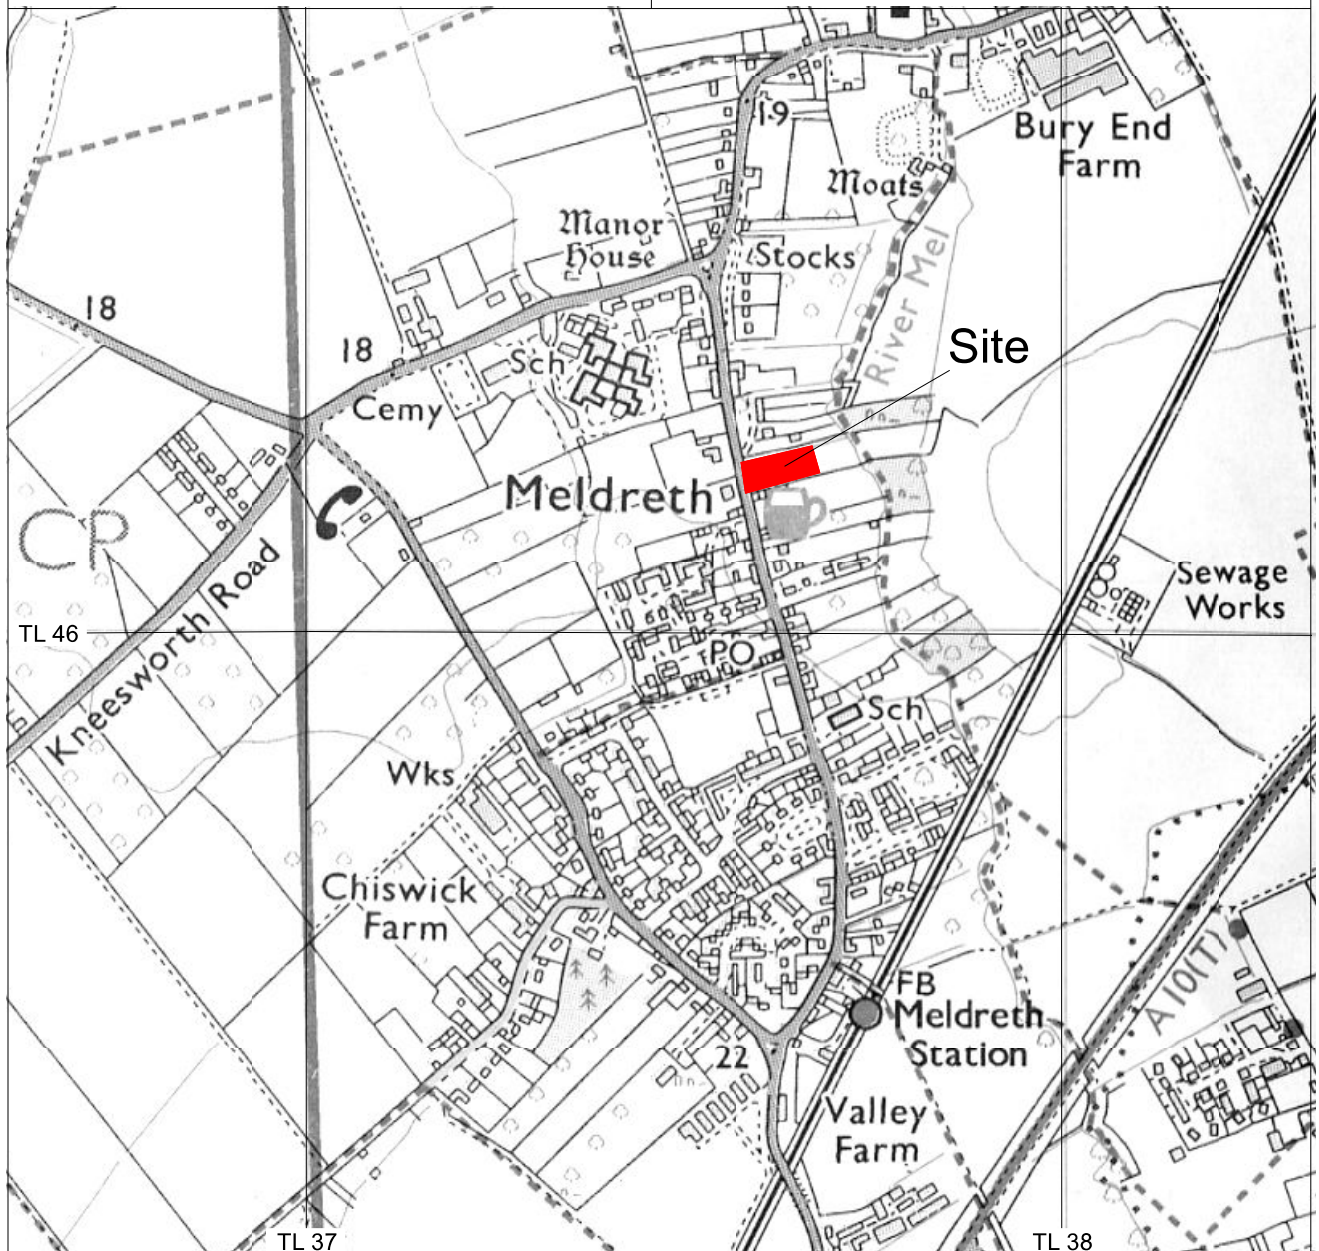 19
Bury End
Farm
Moats
Manor
House
Stocks
River Mel
18
18
Site
Sch
Cemy
Meldreth
CP
Kneesworth Road
Sewage
Works
TL 46
PO
Sch
Wks
Chiswick
Farm
A 10(T)
FB
Meldreth
Station
22
Valley
Farm
TL 37
TL 38